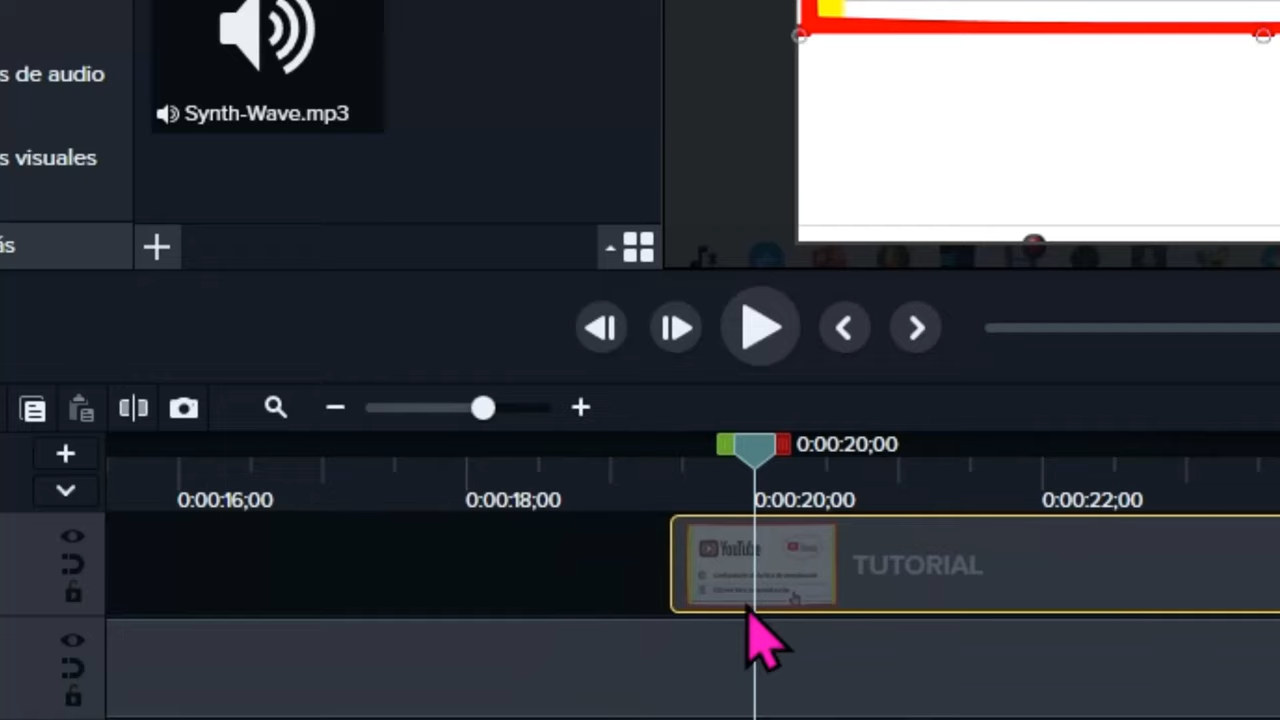 s de audio
Synth-Wave.mp3
s visuales
ás
0:00:20;00
0:00:16;00
0:00:18;00
0:00:20;00
0:00:22;00
YouTube
TUTORIAL